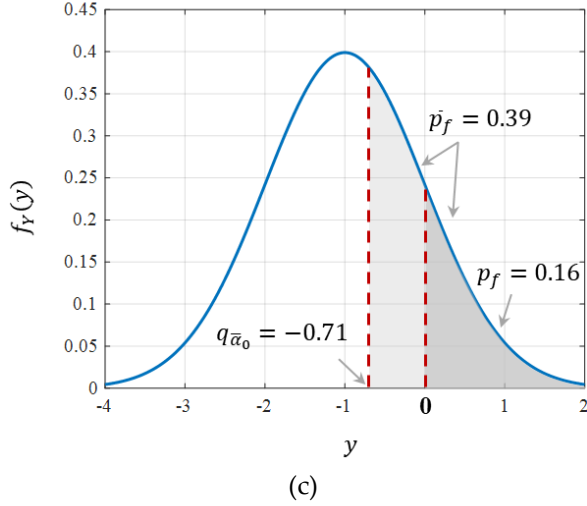 0.45
0.4
0.35
0.3
0.25
0.2
0.15
0.1
0.05
0
f_Y(y)
p̄_f = 0.39
p_f = 0.16
q_ᾱ₀ = −0.71
-4 -3 -2 -1 0 1 2
y
(c)